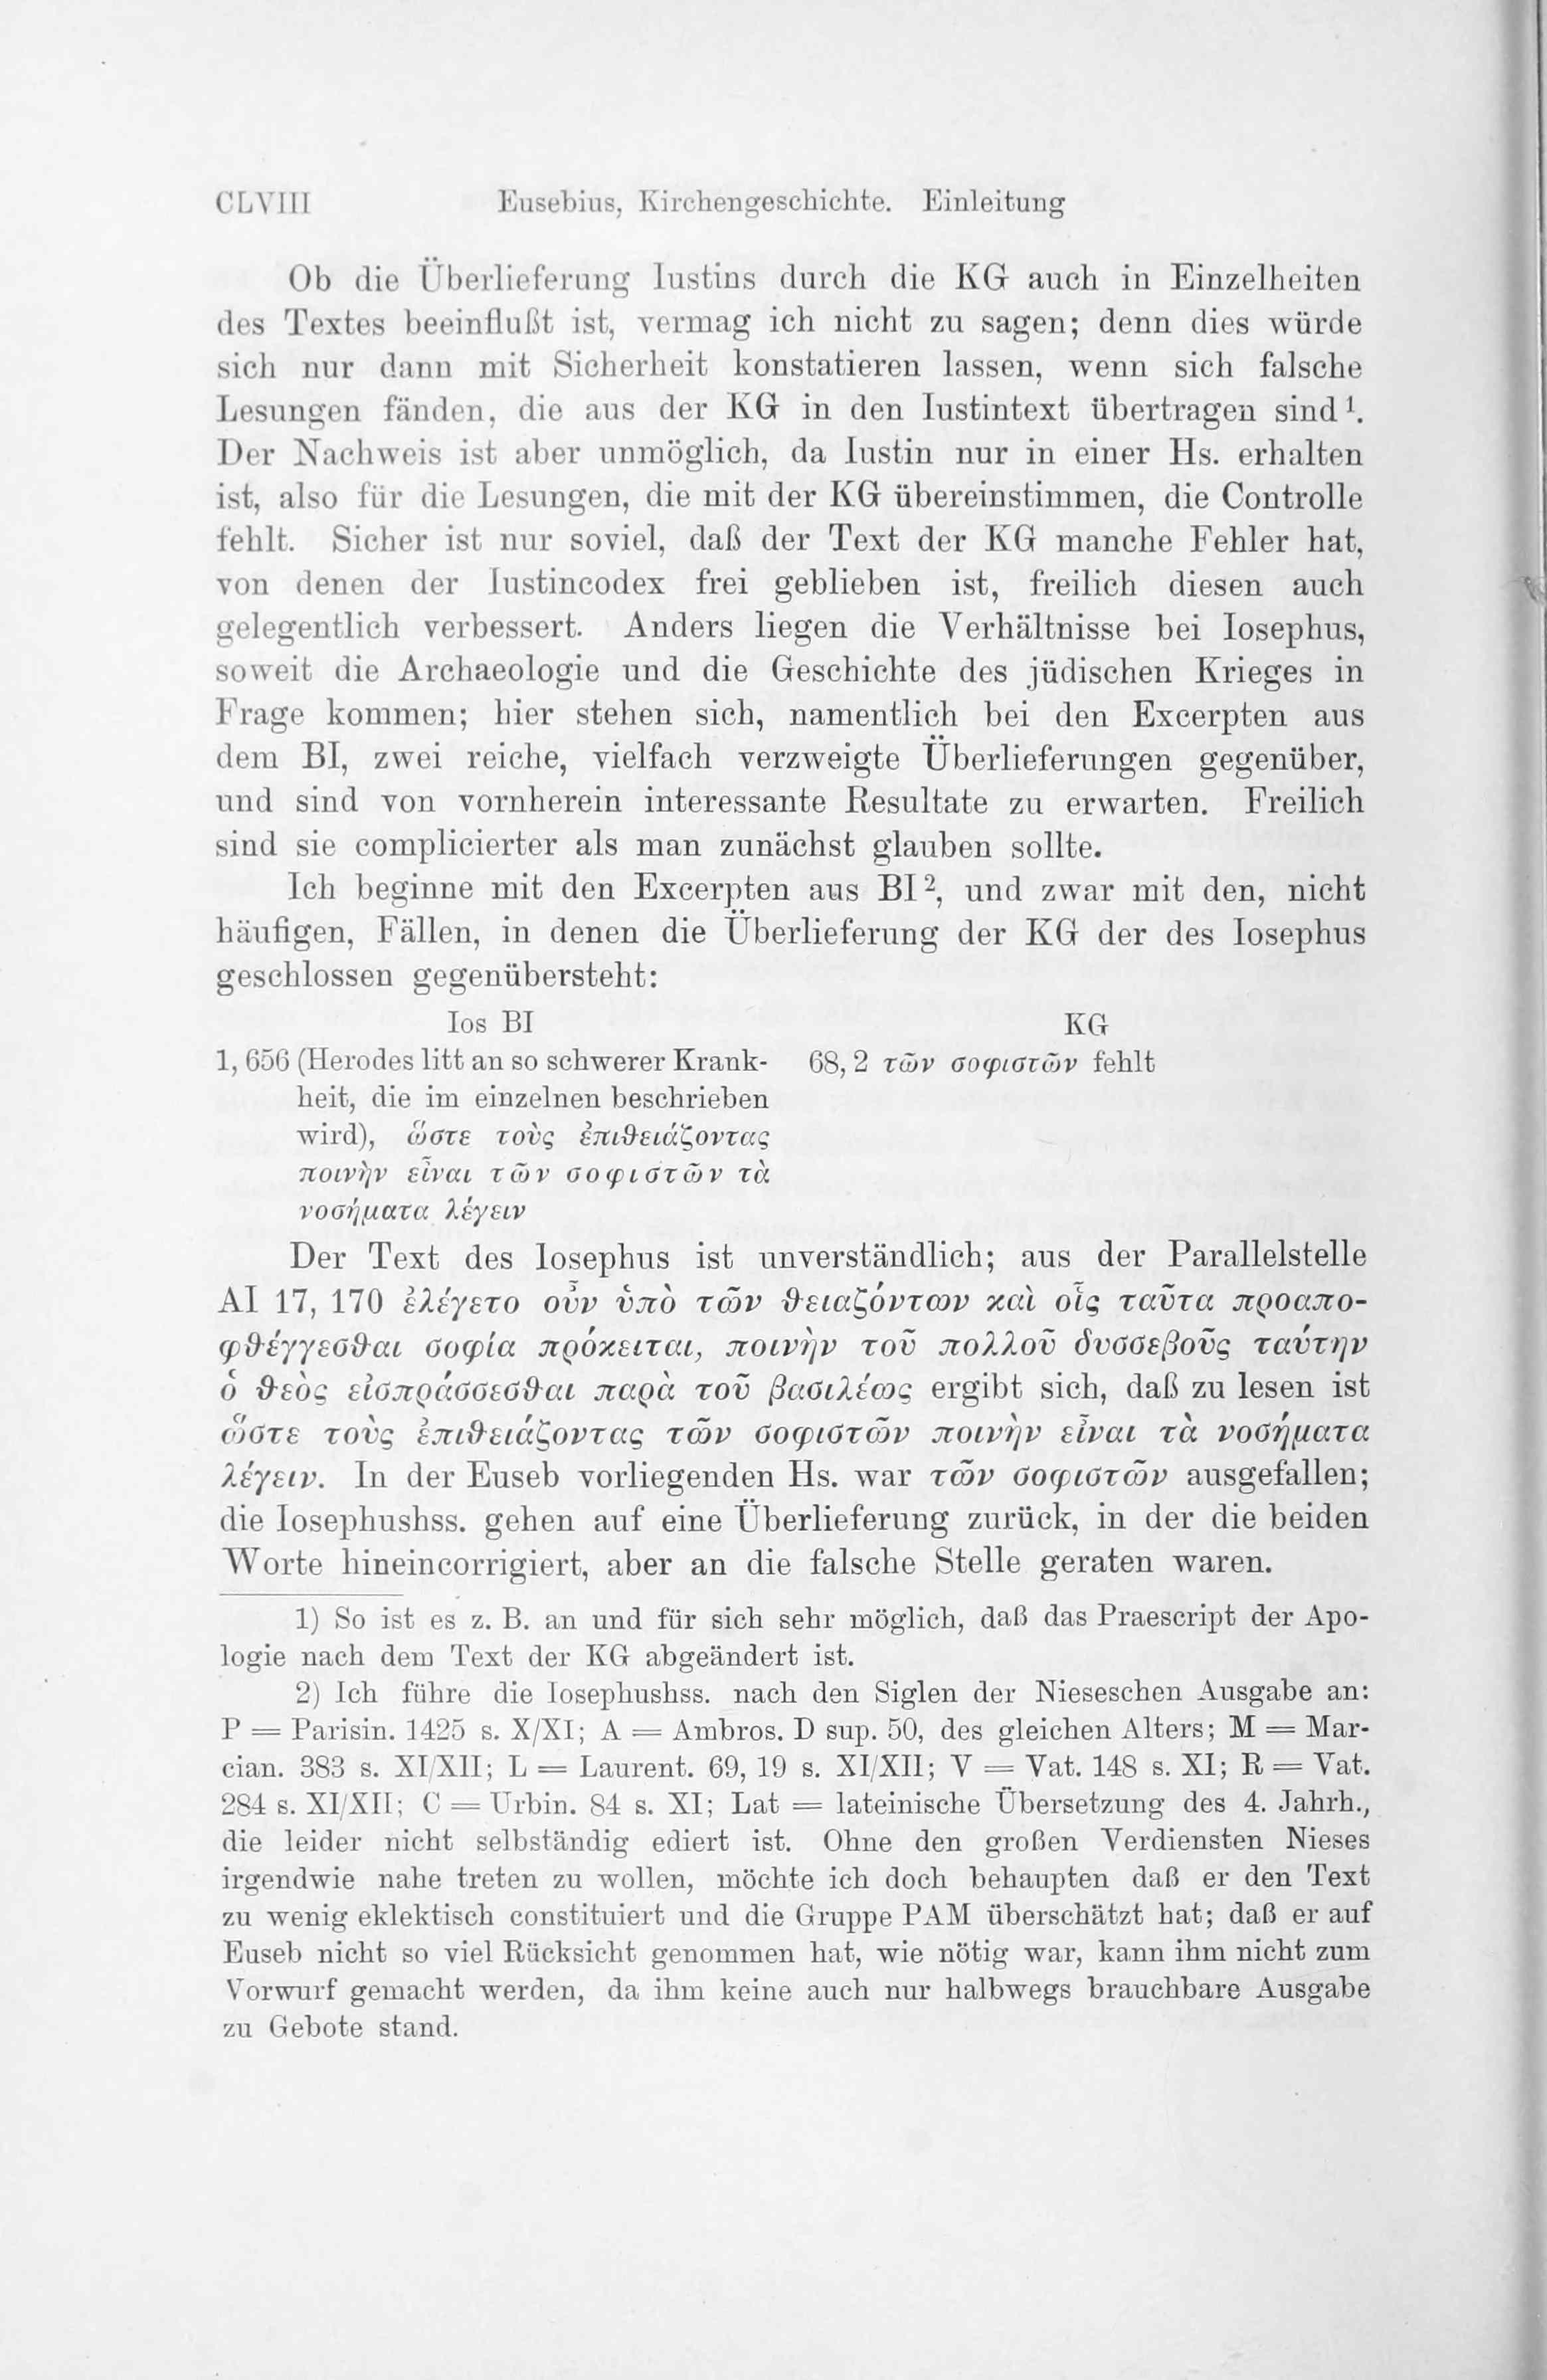 CLVIII Eusebius, Kirchengeschichte. Einleitung
Ob die Überlieferung Iustins durch die KG auch in Einzelheiten
des Textes beeinflußt ist, vermag ich nicht zu sagen; denn dies würde
sich nur dann mit Sicherheit konstatieren lassen, wenn sich falsche
Lesungen fänden, die aus der KG in den Iustintext übertragen sind¹.
Der Nachweis ist aber unmöglich, da Iustin nur in einer Hs. erhalten
ist, also für die Lesungen, die mit der KG übereinstimmen, die Controlle
fehlt. Sicher ist nur soviel, daß der Text der KG manche Fehler hat,
von denen der Iustincodex frei geblieben ist, freilich diesen auch
gelegentlich verbessert. Anders liegen die Verhältnisse bei Iosephus,
soweit die Archaeologie und die Geschichte des jüdischen Krieges in
Frage kommen; hier stehen sich, namentlich bei den Excerpten aus
dem BI, zwei reiche, vielfach verzweigte Überlieferungen gegenüber,
und sind von vornherein interessante Resultate zu erwarten. Freilich
sind sie complicierter als man zunächst glauben sollte.
Ich beginne mit den Excerpten aus BI², und zwar mit den, nicht
häufigen, Fällen, in denen die Überlieferung der KG der des Iosephus
geschlossen gegenübersteht:
Ios BI KG
1, 656 (Herodes litt an so schwerer Krank- 68, 2 τῶν σοφιστῶν fehlt
heit, die im einzelnen beschrieben
wird), ὥστε τοὺς ἐπιθειάζοντας
ποινὴν εἶναι τῶν σοφιστῶν τὰ
νοσήματα λέγειν
Der Text des Iosephus ist unverständlich; aus der Parallelstelle
AI 17, 170 ἐλέγετο οὖν ὑπὸ τῶν θειαζόντων καὶ οἷς ταῦτα προαπο-
φθέγγεσθαι σοφία πρόκειται, ποινὴν τοῦ πολλοῦ δυσσεβοῦς ταύτην
ὁ θεὸς εἰσπράσσεσθαι παρὰ τοῦ βασιλέως ergibt sich, daß zu lesen ist
ὥστε τοὺς ἐπιθειάζοντας τῶν σοφιστῶν ποινὴν εἶναι τὰ νοσήματα
λέγειν. In der Euseb vorliegenden Hs. war τῶν σοφιστῶν ausgefallen;
die Iosephushss. gehen auf eine Überlieferung zurück, in der die beiden
Worte hineincorrigiert, aber an die falsche Stelle geraten waren.
1) So ist es z. B. an und für sich sehr möglich, daß das Praescript der Apo-
logie nach dem Text der KG abgeändert ist.
2) Ich führe die Iosephushss. nach den Siglen der Nieseschen Ausgabe an:
P = Parisin. 1425 s. X/XI; A = Ambros. D sup. 50, des gleichen Alters; M = Mar-
cian. 383 s. XI/XII; L = Laurent. 69, 19 s. XI/XII; V = Vat. 148 s. XI; R = Vat.
284 s. XI/XII; C = Urbin. 84 s. XI; Lat = lateinische Übersetzung des 4. Jahrh.,
die leider nicht selbständig ediert ist. Ohne den großen Verdiensten Nieses
irgendwie nahe treten zu wollen, möchte ich doch behaupten daß er den Text
zu wenig eklektisch constituiert und die Gruppe PAM überschätzt hat; daß er auf
Euseb nicht so viel Rücksicht genommen hat, wie nötig war, kann ihm nicht zum
Vorwurf gemacht werden, da ihm keine auch nur halbwegs brauchbare Ausgabe
zu Gebote stand.